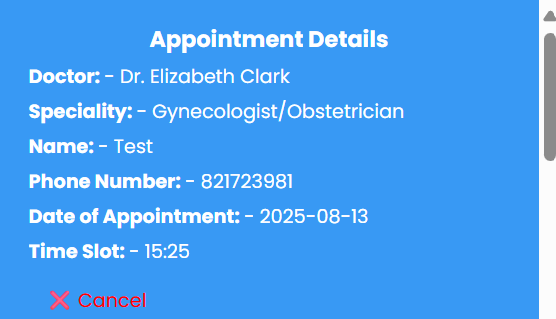 Appointment Details
Doctor: - Dr. Elizabeth Clark
Speciality: - Gynecologist/Obstetrician
Name: - Test
Phone Number: - 821723981
Date of Appointment: - 2025-08-13
Time Slot: - 15:25
❌ Cancel